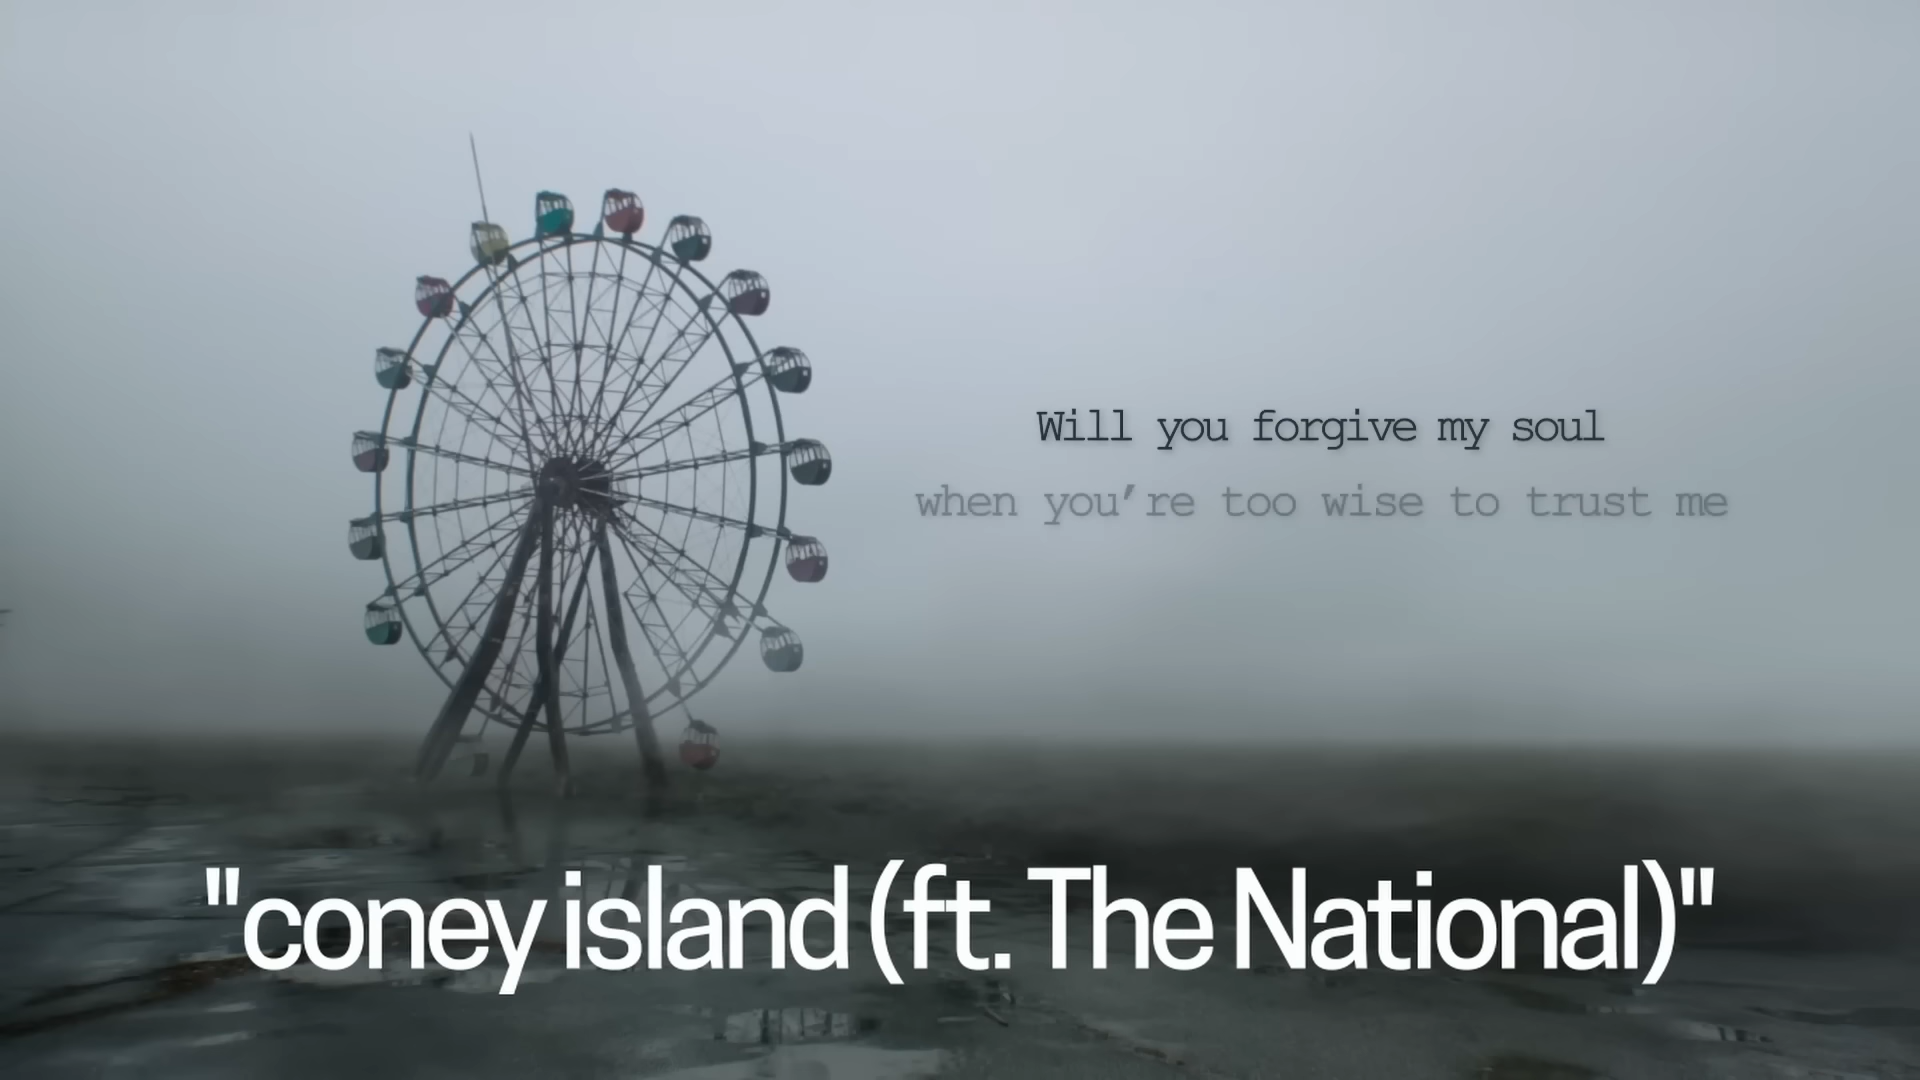 Will you forgive my soul
when you’re too wise to trust me
"coney island (ft. The National)"